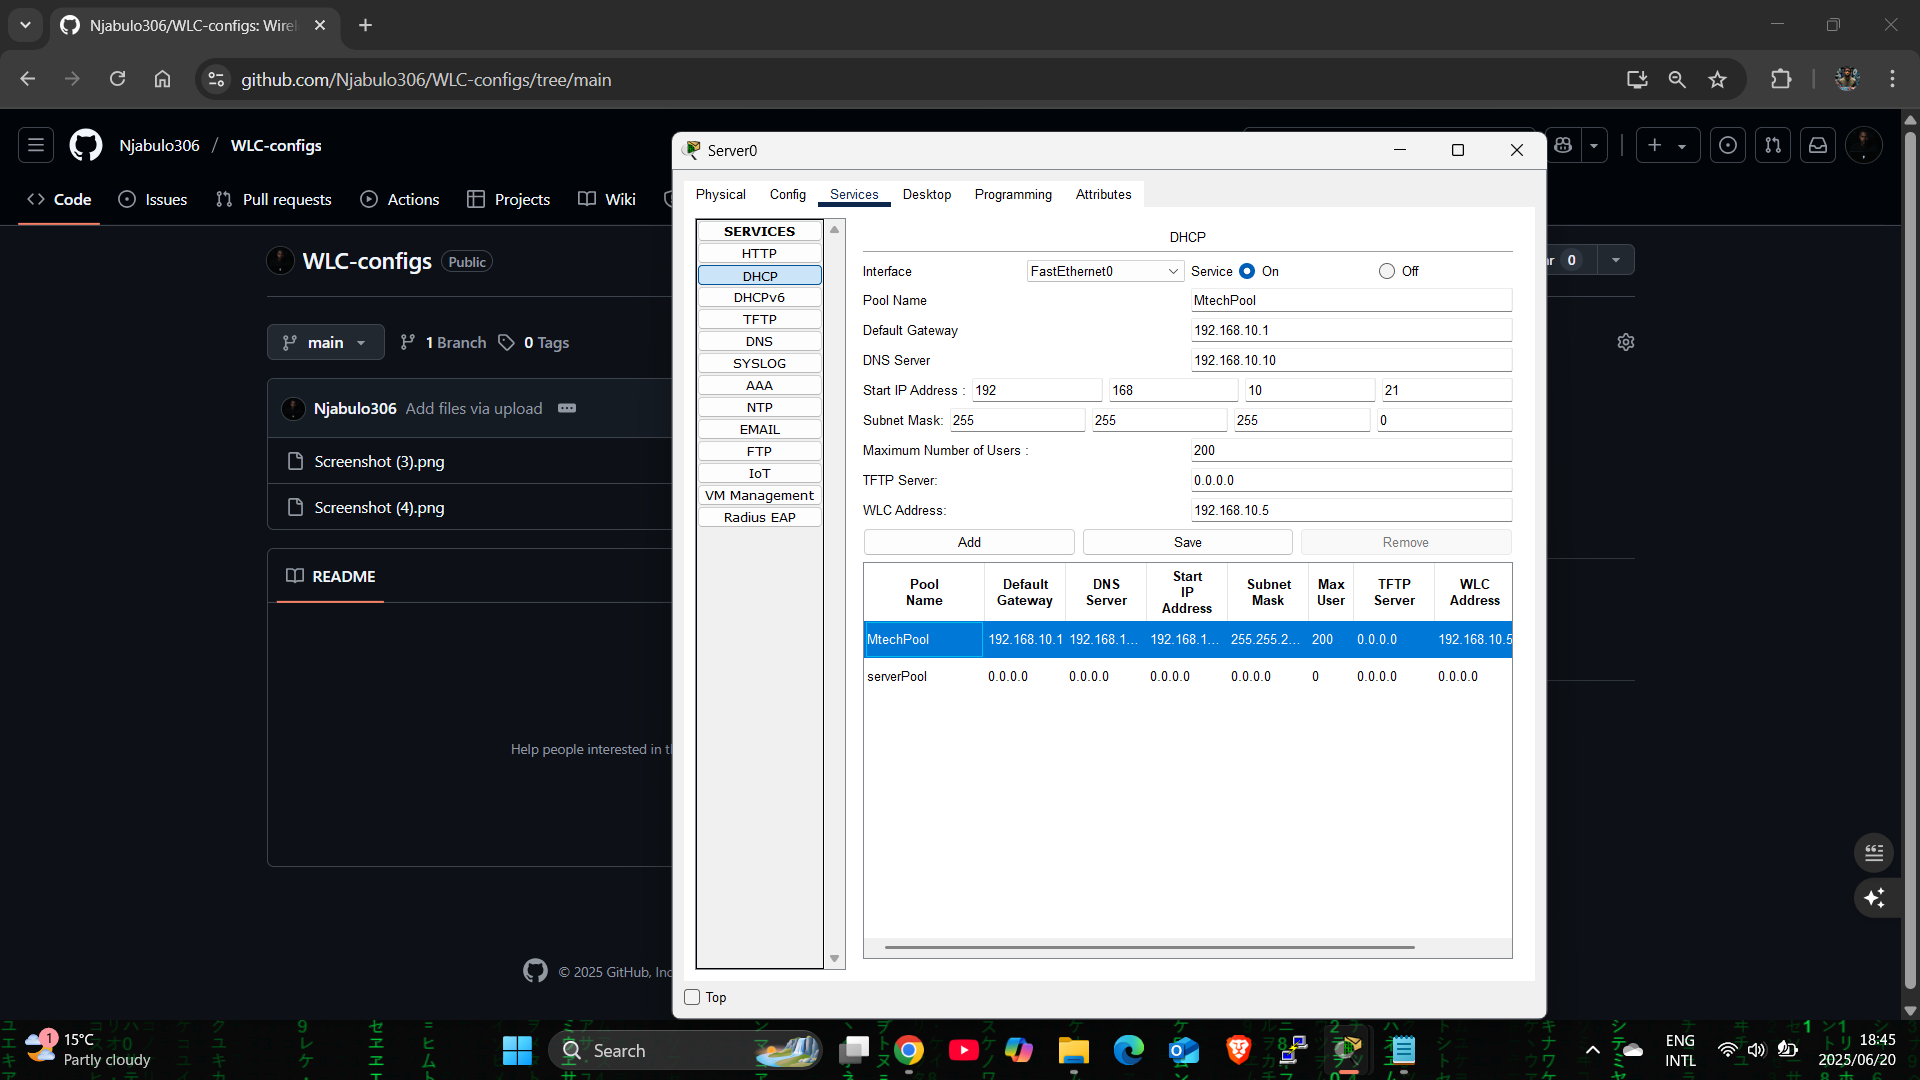 Njabulo306/WLC-configs: Wirel
github.com/Njabulo306/WLC-configs/tree/main
Njabulo306 / WLC-configs
Code
Issues
Pull requests
Actions
Projects
Wiki
WLC-configs
Public
0
main
1 Branch
0 Tags
Njabulo306 Add files via upload
Screenshot (3).png
Screenshot (4).png
README
Help people interested in t
© 2025 GitHub, Inc
Server0
Physical
Config
Services
Desktop
Programming
Attributes
SERVICES
HTTP
DHCP
DHCPv6
TFTP
DNS
SYSLOG
AAA
NTP
EMAIL
FTP
IoT
VM Management
Radius EAP
DHCP
Interface FastEthernet0 Service On Off
Pool Name MtechPool
Default Gateway 192.168.10.1
DNS Server 192.168.10.10
Start IP Address : 192 168 10 21
Subnet Mask: 255 255 255 0
Maximum Number of Users : 200
TFTP Server: 0.0.0.0
WLC Address: 192.168.10.5
Add Save Remove
Pool Name Default Gateway DNS Server Start IP Address Subnet Mask Max User TFTP Server WLC Address
MtechPool 192.168.10.1 192.168.1... 192.168.1... 255.255.2... 200 0.0.0.0 192.168.10.5
serverPool 0.0.0.0 0.0.0.0 0.0.0.0 0.0.0.0 0 0.0.0.0 0.0.0.0
Top
1
15°C
Partly cloudy
Search
ENG
INTL
18:45
2025/06/20